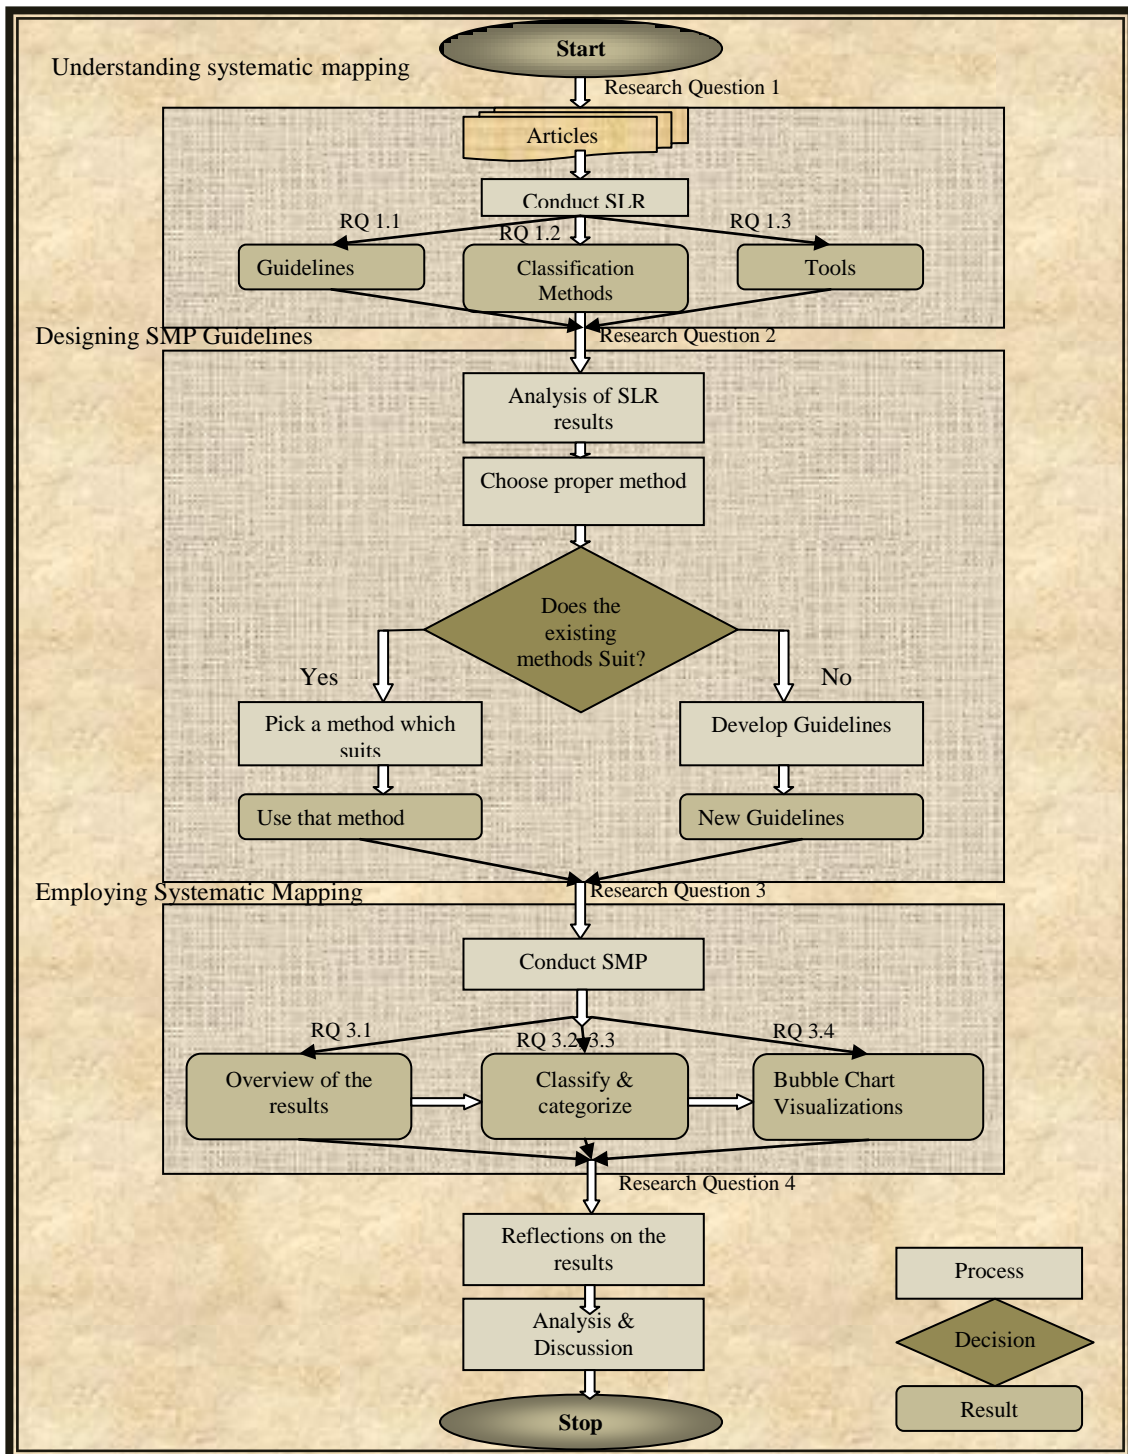 Start
Understanding systematic mapping
Research Question 1
Articles
Conduct SLR
RQ 1.1
RQ 1.2
RQ 1.3
Guidelines
Classification
Methods
Tools
Designing SMP Guidelines
Research Question 2
Analysis of SLR
results
Choose proper method
Does the
existing
methods Suit?
Yes
No
Pick a method which
suits
Develop Guidelines
Use that method
New Guidelines
Employing Systematic Mapping
Research Question 3
Conduct SMP
RQ 3.1
RQ 3.2, 3.3
RQ 3.4
Overview of the
results
Classify &
categorize
Bubble Chart
Visualizations
Research Question 4
Reflections on the
results
Analysis &
Discussion
Stop
Process
Decision
Result